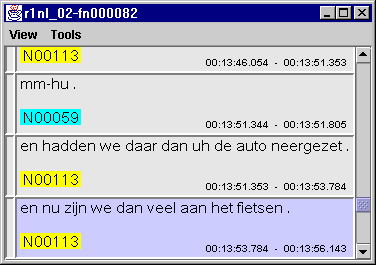 r1nl_02-fn000082
View Tools
N00113 00:13:46.054 - 00:13:51.353
mm-hu .
N00059 00:13:51.344 - 00:13:51.805
en hadden we daar dan uh de auto neergezet .
N00113 00:13:51.353 - 00:13:53.784
en nu zijn we dan veel aan het fietsen .
N00113 00:13:53.784 - 00:13:56.143